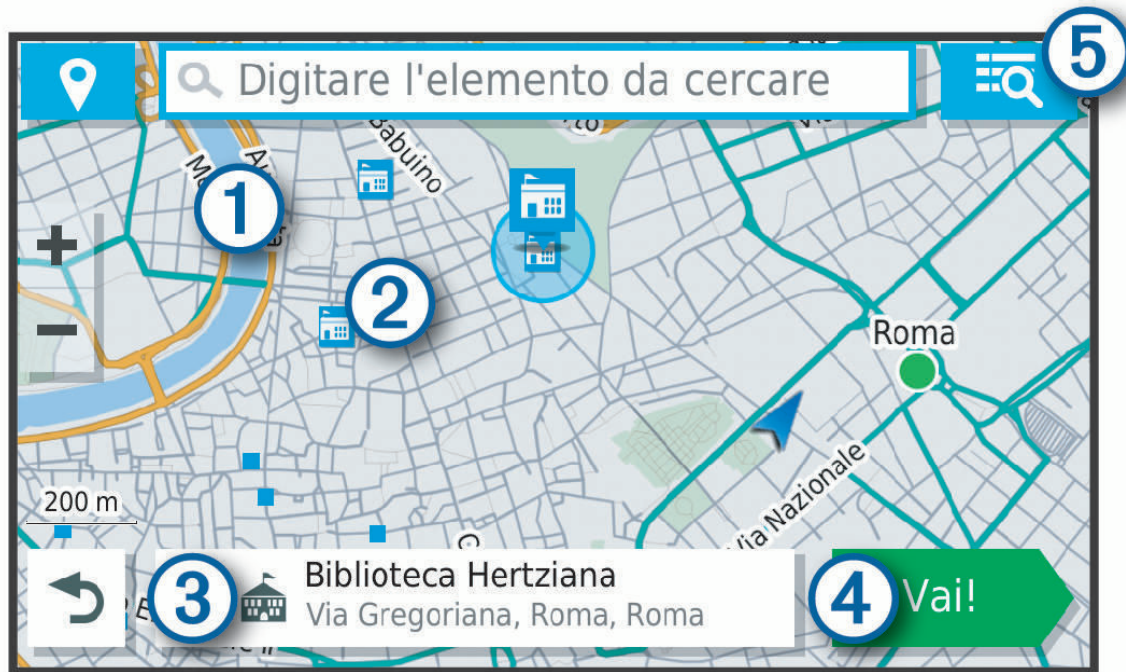 5
Digitare l'elemento da cercare
Babuino
1
2
+
−
Roma
200 m
Via Nazionale
3
Biblioteca Hertziana
Via Gregoriana, Roma, Roma
4
Vai!